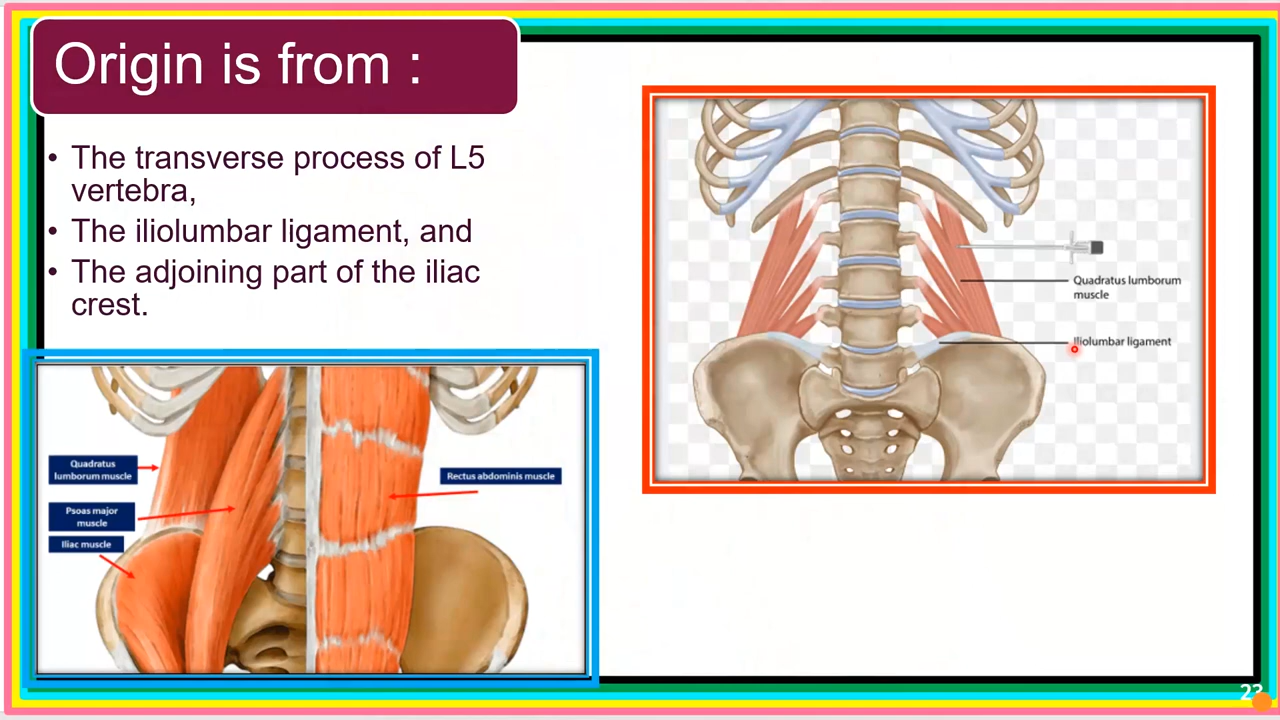 Origin is from :
• The transverse process of L5
vertebra,
• The iliolumbar ligament, and
• The adjoining part of the iliac
crest.
Quadratus lumborum
muscle
Iliolumbar ligament
Quadratus
lumborum muscle
Psoas major
muscle
Iliac muscle
Rectus abdominis muscle